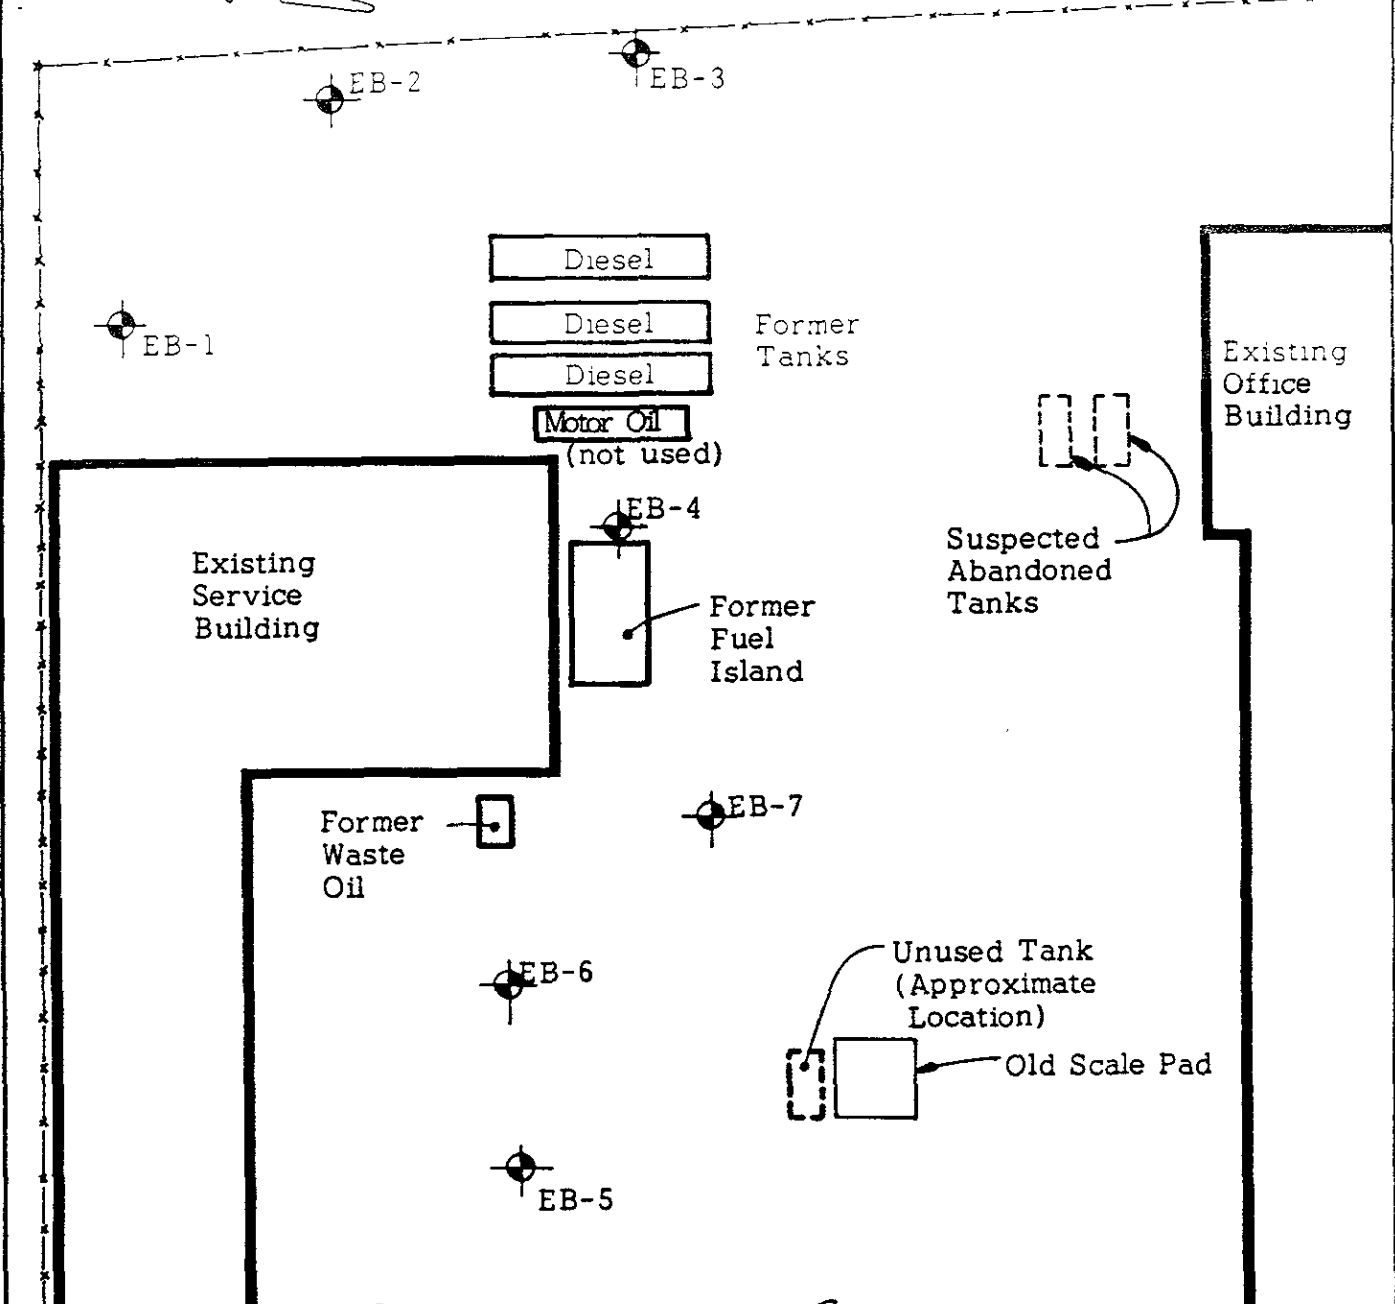 EB-2
EB-3
Diesel
EB-1
Diesel
Former
Tanks
Diesel
Existing
Office
Building
Motor Oil
(not used)
EB-4
Existing
Service
Building
Suspected
Abandoned
Tanks
Former
Fuel
Island
EB-7
Former
Waste
Oil
EB-6
Unused Tank
(Approximate
Location)
Old Scale Pad
EB-5